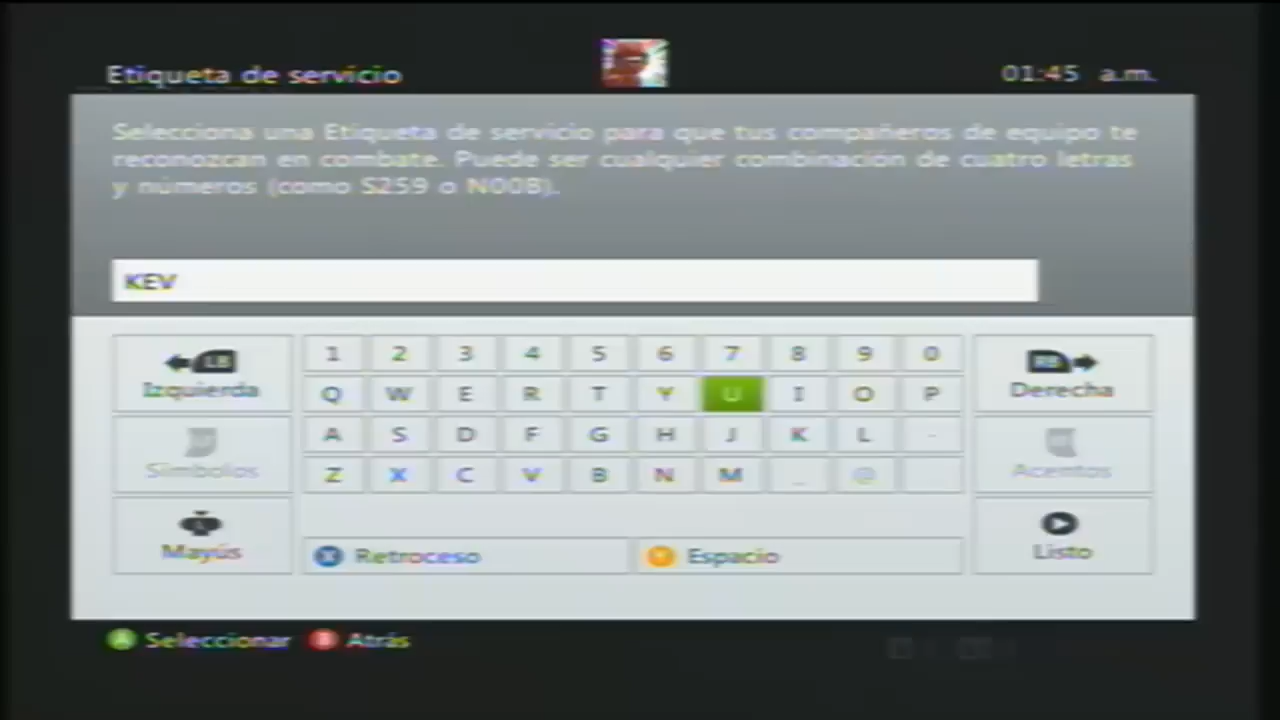 Etiqueta de servicio
01:45 a.m.
Selecciona una Etiqueta de servicio para que tus compañeros de equipo te
reconozcan en combate. Puede ser cualquier combinación de cuatro letras
y números (como S259 o N00B).
KEV
LB
Izquierda
1 2 3 4 5 6 7 8 9 0
RB
Derecha
Q W E R T Y U I O P
A S D F G H J K L -
Símbolos
Acentos
Z X C V B N M _ @
L
Mayús
X Retroceso
Y Espacio
Listo
A Seleccionar B Atrás